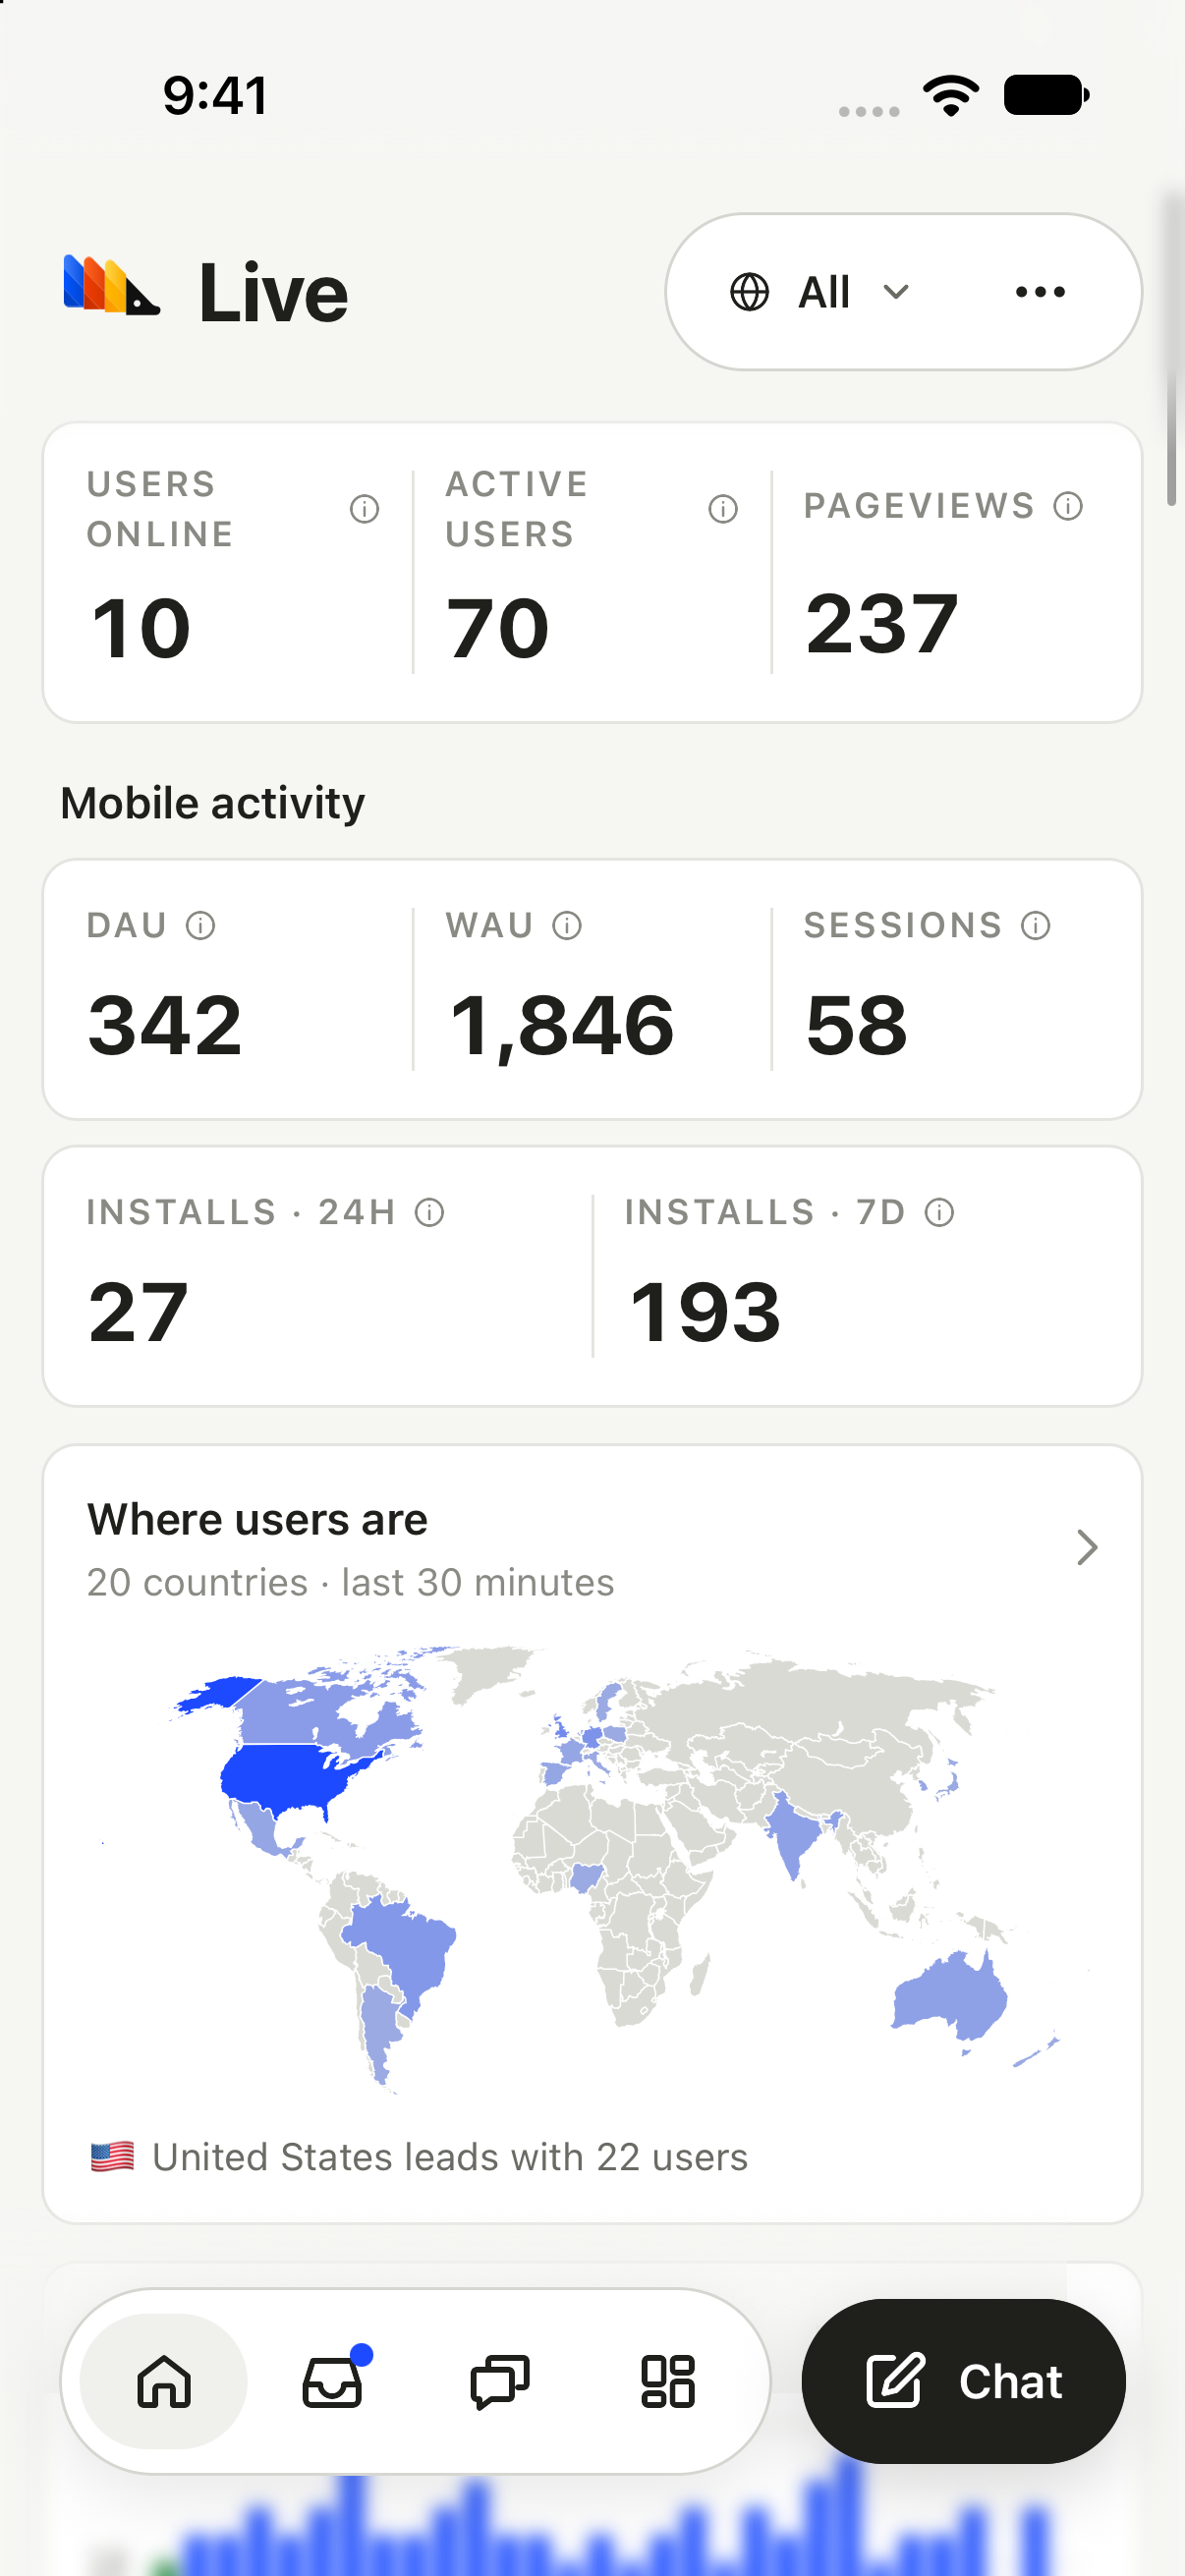 9:41
Live
All
USERS ONLINE
ACTIVE USERS
PAGEVIEWS
10
70
237
Mobile activity
DAU
WAU
SESSIONS
342
1,846
58
INSTALLS · 24H
INSTALLS · 7D
27
193
Where users are
20 countries · last 30 minutes
United States leads with 22 users
Chat